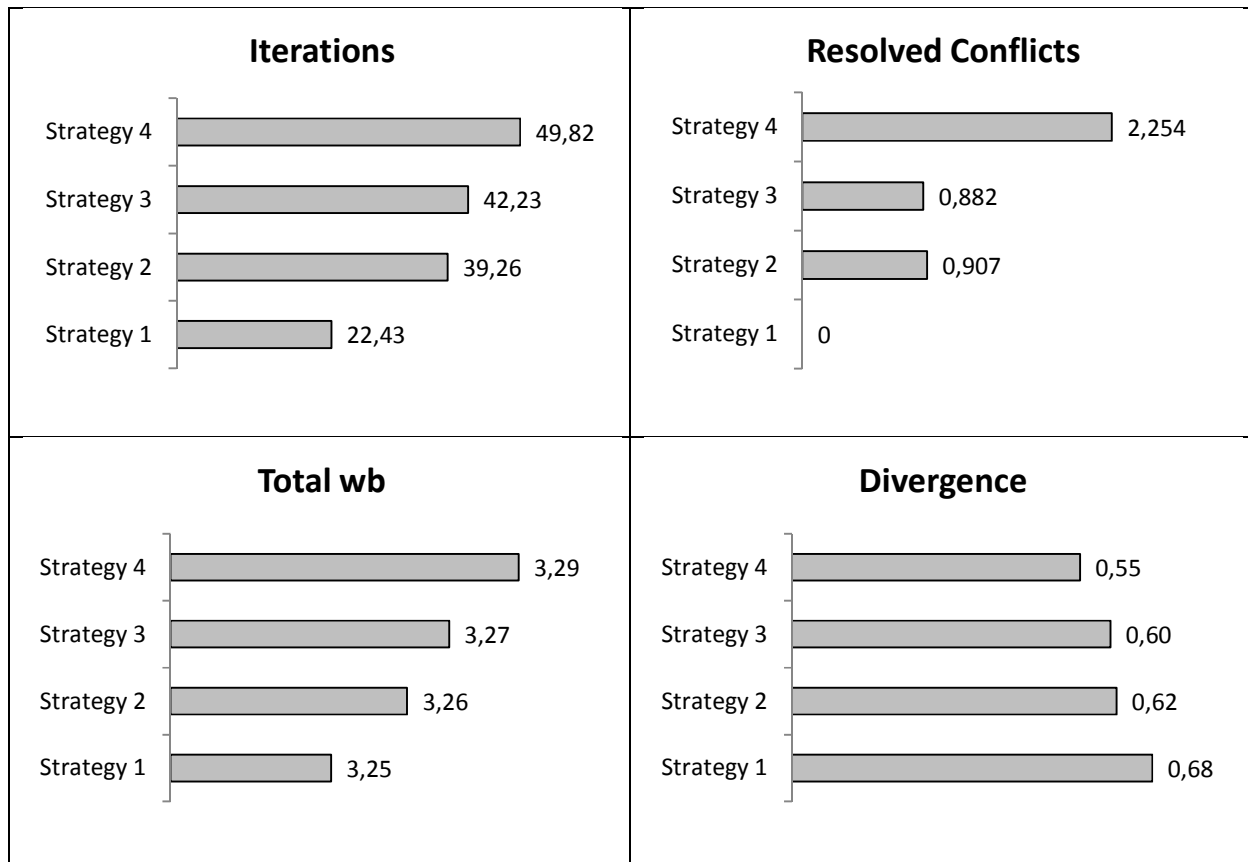 Iterations
Strategy 4 49,82
Strategy 3 42,23
Strategy 2 39,26
Strategy 1 22,43
Resolved Conflicts
Strategy 4 2,254
Strategy 3 0,882
Strategy 2 0,907
Strategy 1 0
Total wb
Strategy 4 3,29
Strategy 3 3,27
Strategy 2 3,26
Strategy 1 3,25
Divergence
Strategy 4 0,55
Strategy 3 0,60
Strategy 2 0,62
Strategy 1 0,68